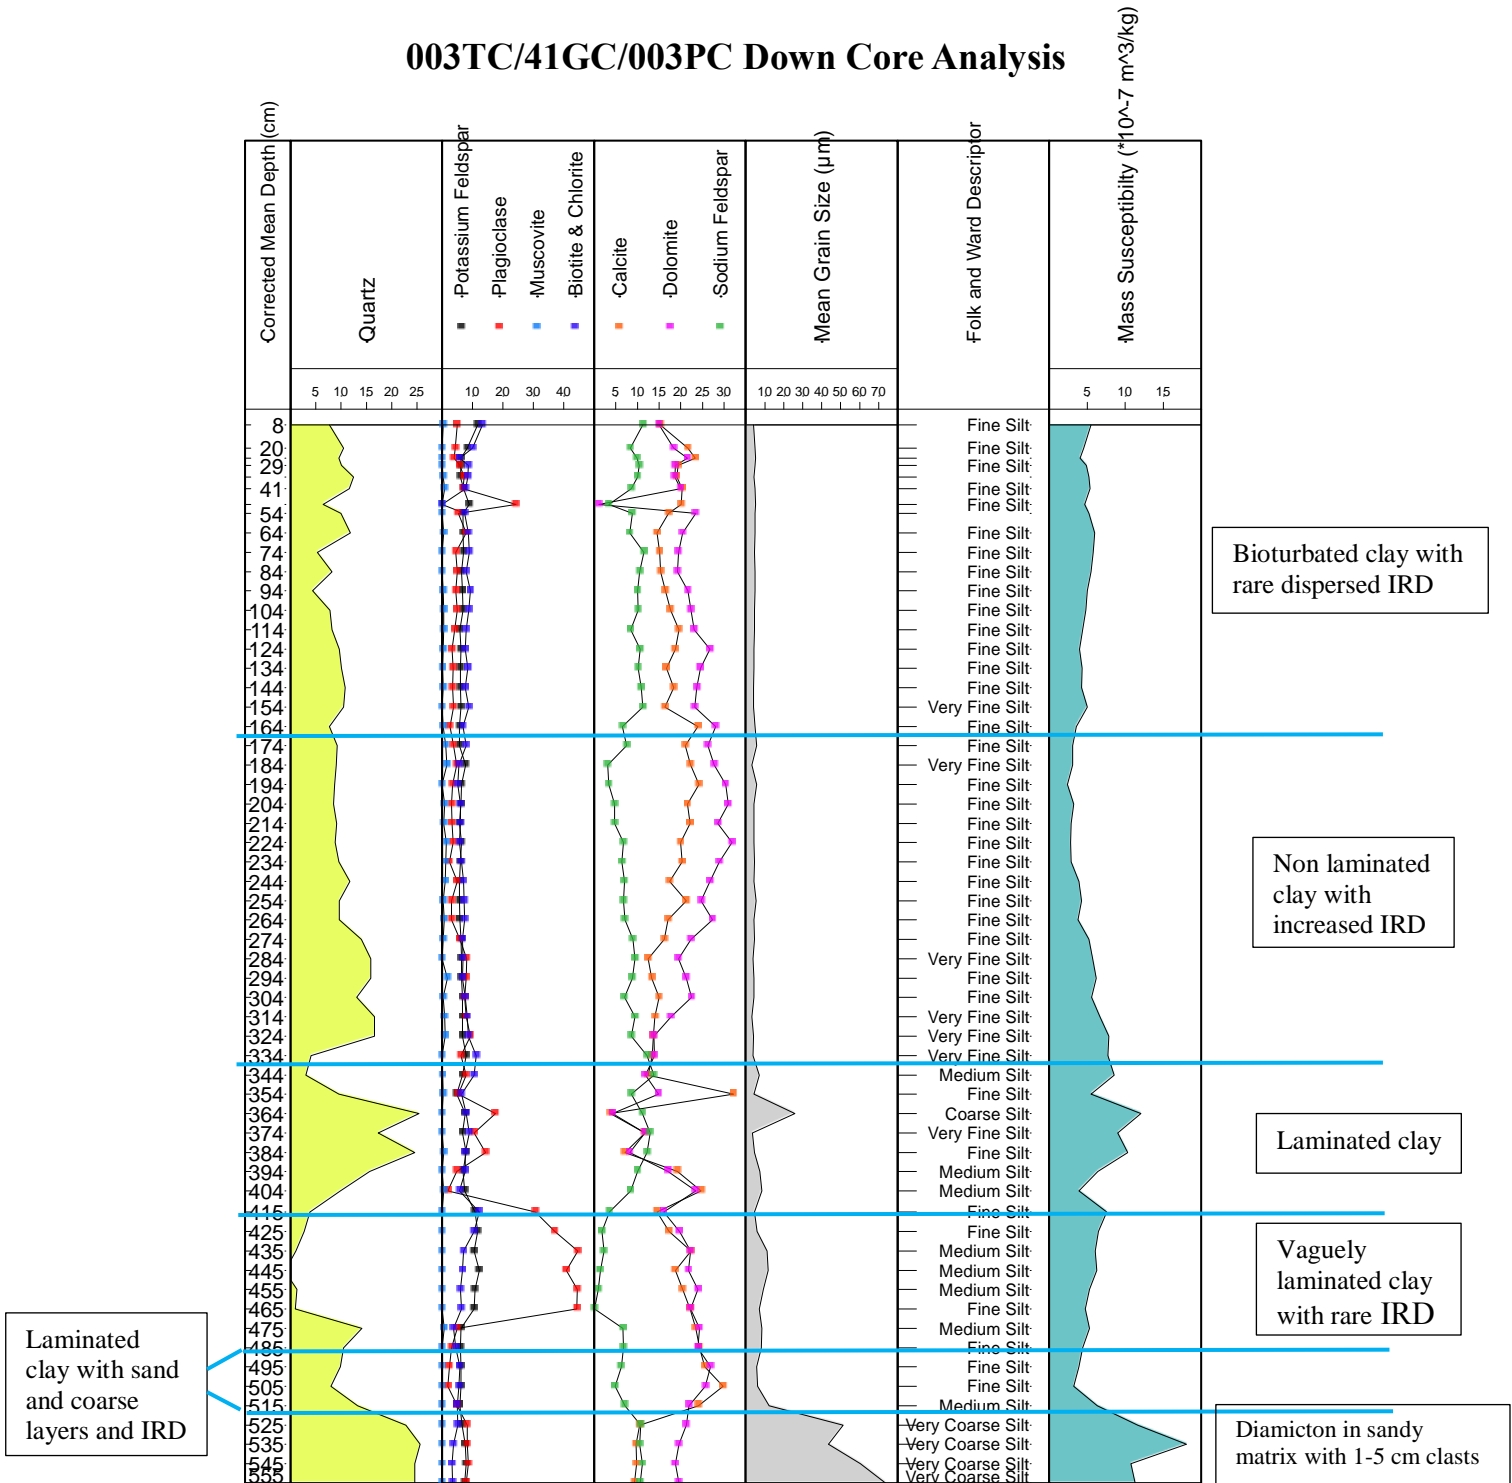 003TC/41GC/003PC Down Core Analysis
Corrected Mean Depth (cm)
Quartz
Potassium Feldspar
Plagioclase
Muscovite
Biotite & Chlorite
Calcite
Dolomite
Sodium Feldspar
Mean Grain Size (µm)
Folk and Ward Descriptor
Mass Susceptibilty (*10^-7 m^3/kg)
5 10 15 20 25
10 20 30 40
5 10 15 20 25 30
10 20 30 40 50 60 70
5 10 15
8 Fine Silt
20 Fine Silt
29 Fine Silt
41 Fine Silt
Fine Silt
54
64 Fine Silt
74 Fine Silt
84 Fine Silt
94 Fine Silt
104 Fine Silt
114 Fine Silt
124 Fine Silt
134 Fine Silt
144 Fine Silt
154 Very Fine Silt
164 Fine Silt
174 Fine Silt
184 Very Fine Silt
194 Fine Silt
204 Fine Silt
214 Fine Silt
224 Fine Silt
234 Fine Silt
244 Fine Silt
254 Fine Silt
264 Fine Silt
274 Fine Silt
284 Very Fine Silt
294 Fine Silt
304 Fine Silt
314 Very Fine Silt
324 Very Fine Silt
334 Very Fine Silt
344 Medium Silt
354 Fine Silt
364 Coarse Silt
374 Very Fine Silt
384 Fine Silt
394 Medium Silt
404 Medium Silt
415 Fine Silt
425 Fine Silt
435 Medium Silt
445 Medium Silt
455 Medium Silt
465 Fine Silt
475 Medium Silt
485 Fine Silt
495 Fine Silt
505 Fine Silt
515 Medium Silt
525 Very Coarse Silt
535 Very Coarse Silt
545 Very Coarse Silt
555 Very Coarse Silt
Bioturbated clay with
rare dispersed IRD
Non laminated
clay with
increased IRD
Laminated clay
Vaguely
laminated clay
with rare IRD
Laminated
clay with sand
and coarse
layers and IRD
Diamicton in sandy
matrix with 1-5 cm clasts